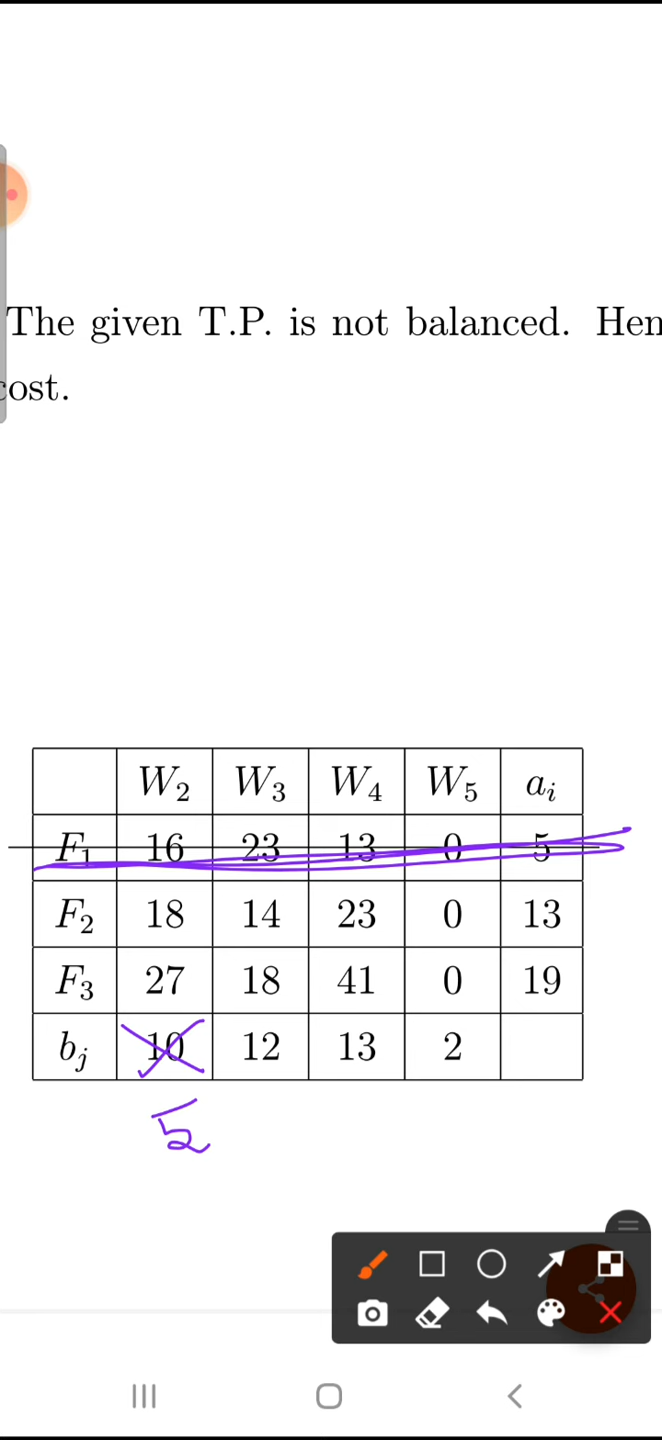 The given T.P. is not balanced. Hen
cost.
W₂ W₃ W₄ W₅ aᵢ
F₁ 16 23 13 0 5
F₂ 18 14 23 0 13
F₃ 27 18 41 0 19
bⱼ 10 12 13 2
5